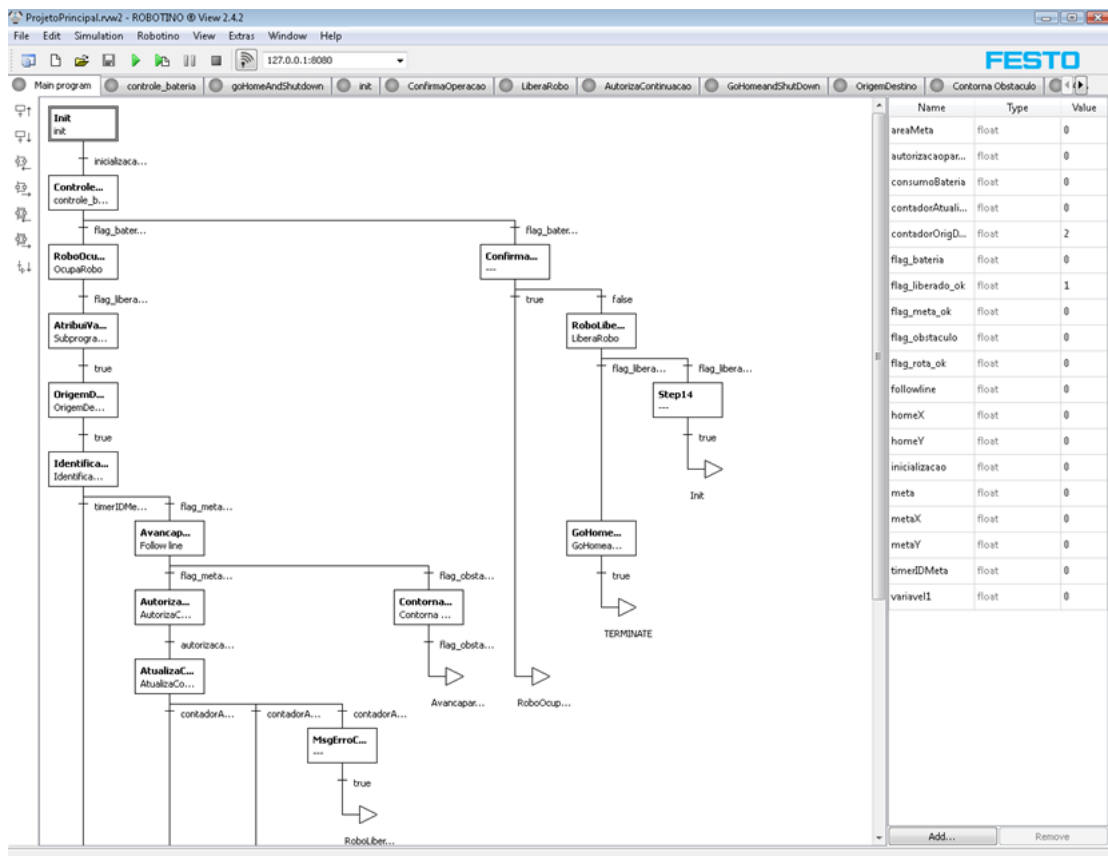 ProjetoPrincipal.rvw2 - ROBOTINO ® View 2.4.2
File Edit Simulation Robotino View Extras Window Help
127.0.0.1:8080
FESTO
Main program controle_bateria goHomeAndShutdown init ConfirmaOperacao LiberaRobo AutorizaContinuacao GoHomeandShutDown OrigemDestino Contorna Obstaculo
Init
init
inicializaca...
Controle...
controle_b...
flag_bater...
flag_bater...
RoboOcu...
OcupaRobo
Confirma...
---
flag_libera...
true
false
AtribuiVa...
Subprogra...
RoboLibe...
LiberaRobo
true
flag_libera...
flag_libera...
OrigemD...
OrigemDe...
Step14
---
true
true
Identifica...
Identifica...
Init
timerIDMe...
flag_meta...
Avancap...
Follow line
GoHome...
GoHomea...
flag_meta...
flag_obsta...
true
Autoriza...
AutorizaC...
Contorna...
Contorna ...
TERMINATE
autorizaca...
flag_obsta...
AtualizaC...
AtualizaCo...
Avancapar...
RoboOcup...
contadorA...
contadorA...
contadorA...
MsgErroC...
---
true
RoboLiber...
Name Type Value
areaMeta float 0
autorizacaopar... float 0
consumoBateria float 0
contadorAtuali... float 0
contadorOrigD... float 2
flag_bateria float 0
flag_liberado_ok float 1
flag_meta_ok float 0
flag_obstaculo float 0
flag_rota_ok float 0
followline float 0
homeX float 0
homeY float 0
inicializacao float 0
meta float 0
metaX float 0
metaY float 0
timerIDMeta float 0
variavel1 float 0
Add... Remove